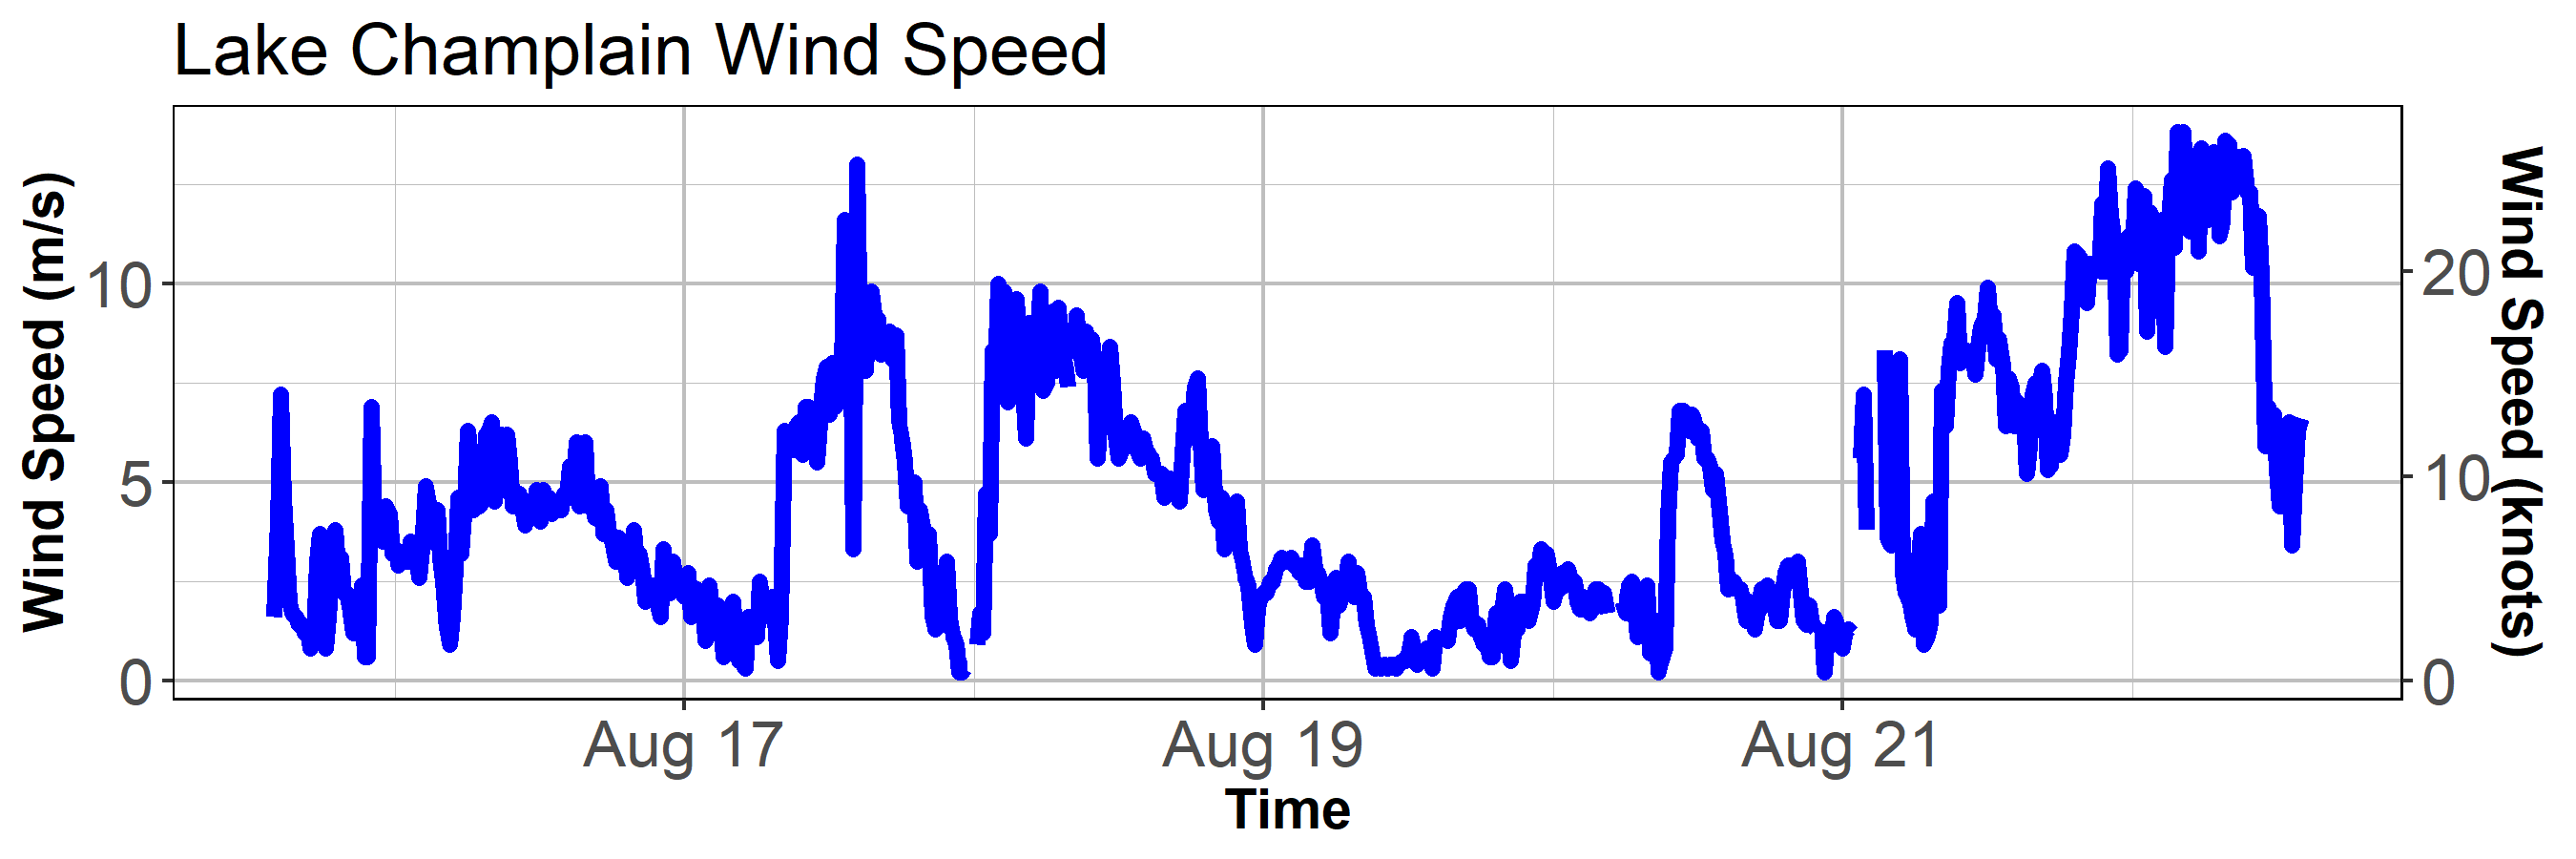 Lake Champlain Wind Speed
Wind Speed (m/s)
10
5
0
20
10
0
Wind Speed (knots)
Aug 17
Aug 19
Aug 21
Time